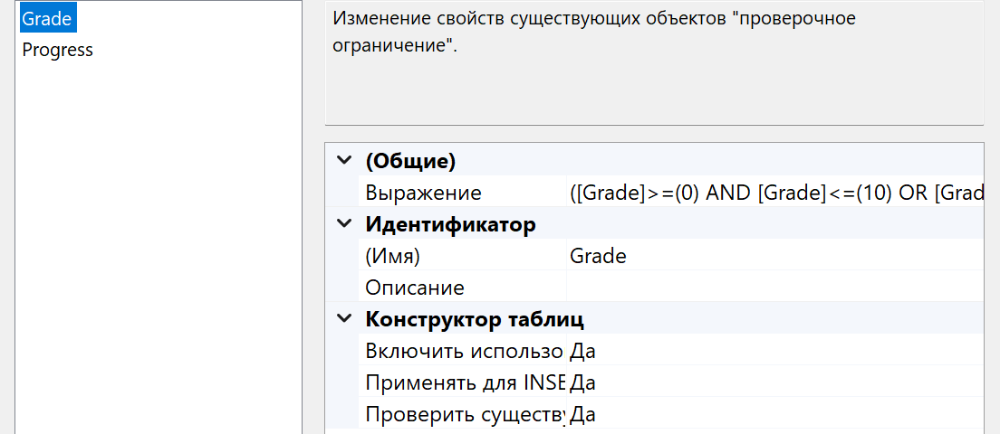 Grade
Progress
Изменение свойств существующих объектов "проверочное
ограничение".
(Общие)
Выражение ([Grade]>=(0) AND [Grade]<=(10) OR [Grad
Идентификатор
(Имя) Grade
Описание
Конструктор таблиц
Включить использо Да
Применять для INSE Да
Проверить существу Да